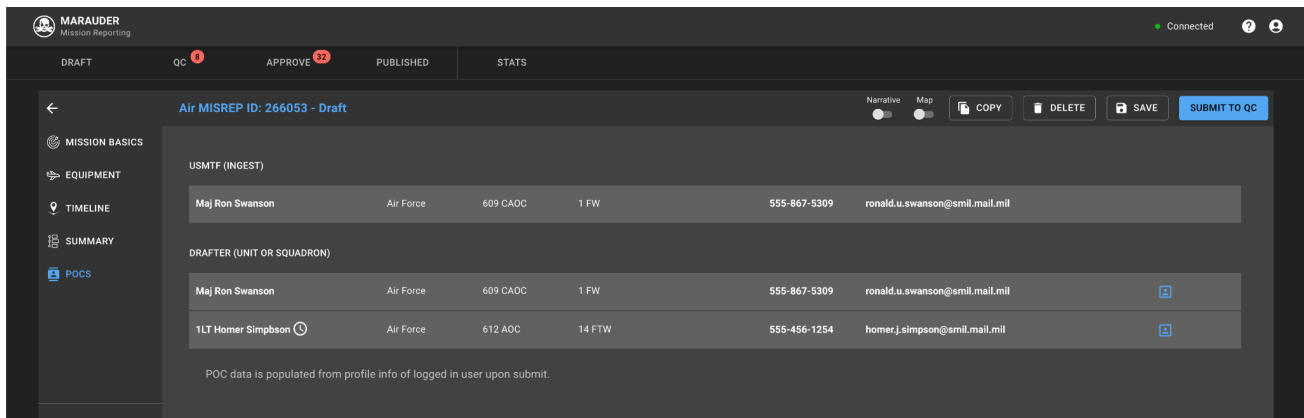 MARAUDER
Mission Reporting
Connected
DRAFT QC 8 APPROVE 32 PUBLISHED STATS
Air MISREP ID: 266053 - Draft
Narrative Map
COPY DELETE SAVE SUBMIT TO QC
MISSION BASICS
EQUIPMENT
TIMELINE
SUMMARY
POCS
USMTF (INGEST)
Maj Ron Swanson Air Force 609 CAOC 1 FW 555-867-5309 ronald.u.swanson@smil.mail.mil
DRAFTER (UNIT OR SQUADRON)
Maj Ron Swanson Air Force 609 CAOC 1 FW 555-867-5309 ronald.u.swanson@smil.mail.mil
1LT Homer Simpbson Air Force 612 AOC 14 FTW 555-456-1254 homer.j.simpson@smil.mail.mil
POC data is populated from profile info of logged in user upon submit.